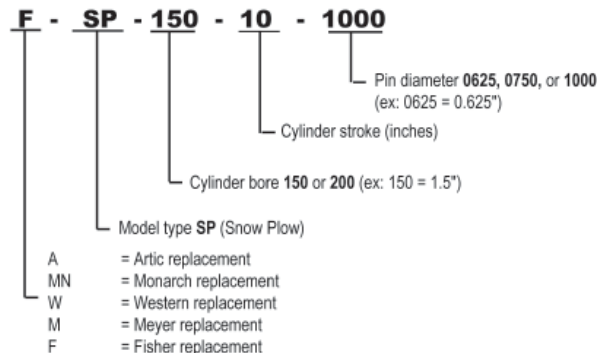 F - SP - 150 - 10 - 1000
Pin diameter 0625, 0750, or 1000
(ex: 0625 = 0.625")
Cylinder stroke (inches)
Cylinder bore 150 or 200 (ex: 150 = 1.5")
Model type SP (Snow Plow)
A = Artic replacement
MN = Monarch replacement
W = Western replacement
M = Meyer replacement
F = Fisher replacement